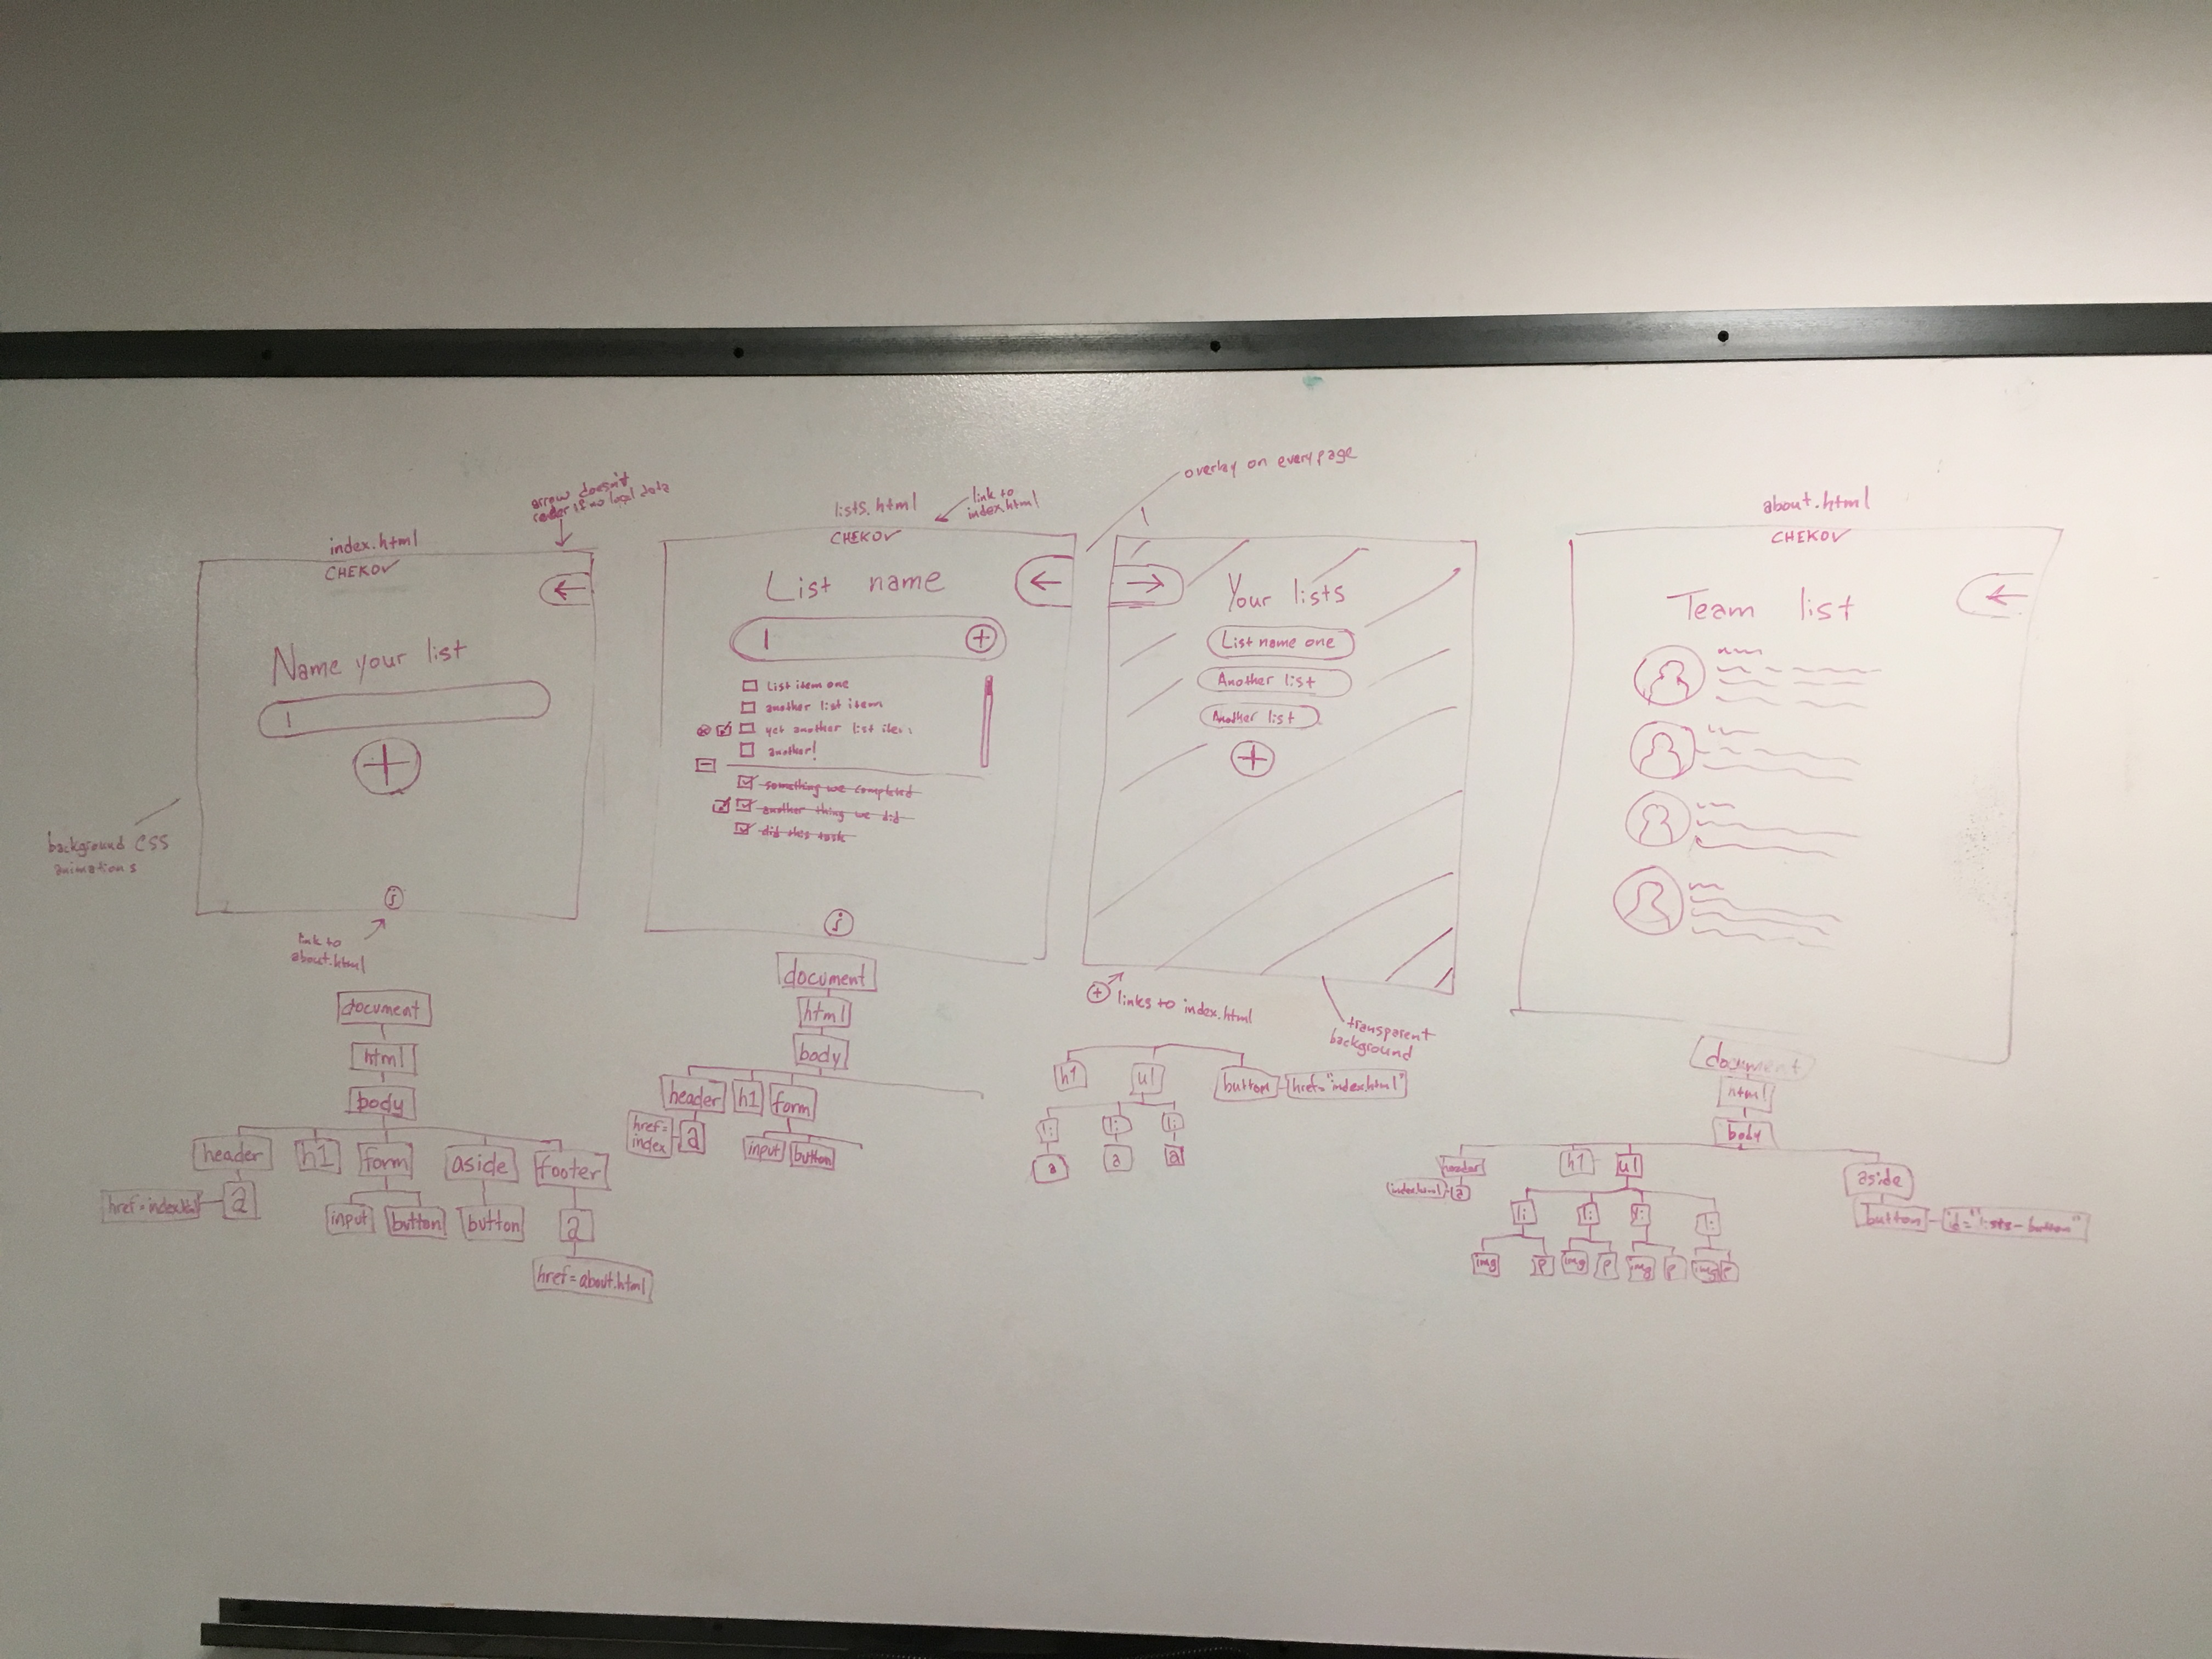 arrow doesn't
render if no local data
index.html
CHEKOV
Name your list
background CSS
animations
i
link to
about.html
document
html
body
header
h1
form
aside
footer
a
input
button
button
a
href=index.html
href=about.html
lists.html
link to
index.html
CHEKOV
List name
List item one
another list item
yet another list item
another!
something we completed
another thing we did
did this task
i
document
html
body
header
h1
form
href=
index
a
input
button
overlay on every page
Your lists
List name one
Another list
Another list
+ links to index.html
transparent
background
h1
ul
button
href="index.html"
li
li
li
a
a
a
about.html
CHEKOV
Team list
document
html
body
header
h1
ul
aside
index.html
a
li
li
li
li
button
id="lists-button"
img
p
img
p
img
p
img
p